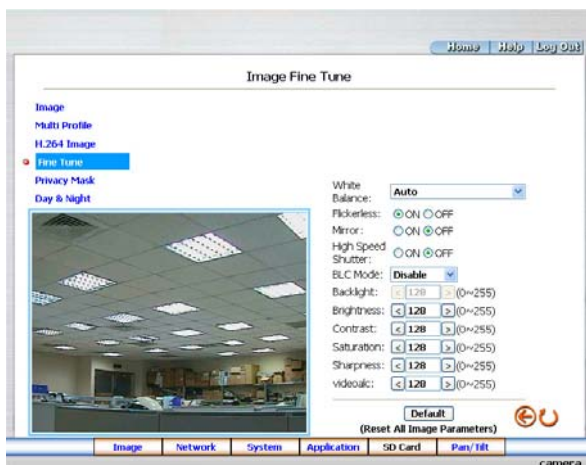 Home | Help | Log Out
Image Fine Tune
Image
Multi Profile
H.264 Image
Fine Tune
Privacy Mask
Day & Night
White Balance: Auto
Flickerless: ON OFF
Mirror: ON OFF
High Speed Shutter: ON OFF
BLC Mode: Disable
Backlight: < 128 > (0~255)
Brightness: < 128 > (0~255)
Contrast: < 128 > (0~255)
Saturation: < 128 > (0~255)
Sharpness: < 128 > (0~255)
videoalc: < 128 > (0~255)
Default
(Reset All Image Parameters)
Image Network System Application SD Card Pan/Tilt
camera